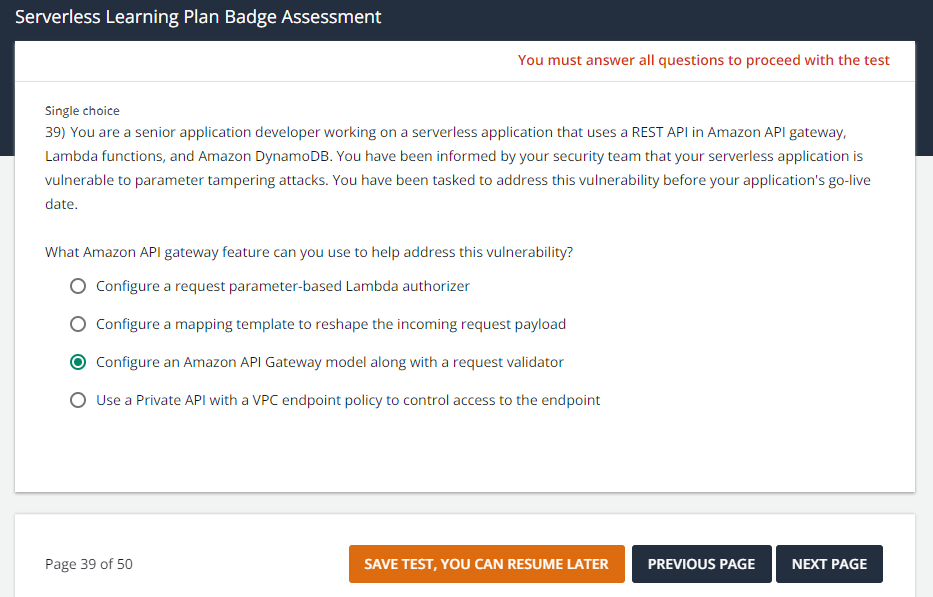 Serverless Learning Plan Badge Assessment
You must answer all questions to proceed with the test
Single choice
39) You are a senior application developer working on a serverless application that uses a REST API in Amazon API gateway,
Lambda functions, and Amazon DynamoDB. You have been informed by your security team that your serverless application is
vulnerable to parameter tampering attacks. You have been tasked to address this vulnerability before your application's go-live
date.
What Amazon API gateway feature can you use to help address this vulnerability?
Configure a request parameter-based Lambda authorizer
Configure a mapping template to reshape the incoming request payload
Configure an Amazon API Gateway model along with a request validator
Use a Private API with a VPC endpoint policy to control access to the endpoint
Page 39 of 50
SAVE TEST, YOU CAN RESUME LATER
PREVIOUS PAGE
NEXT PAGE